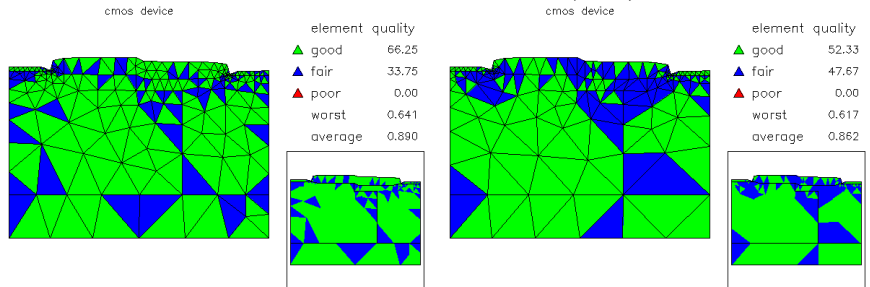 cmos device
element quality
good 66.25
fair 33.75
poor 0.00
worst 0.641
average 0.890
cmos device
element quality
good 52.33
fair 47.67
poor 0.00
worst 0.617
average 0.862